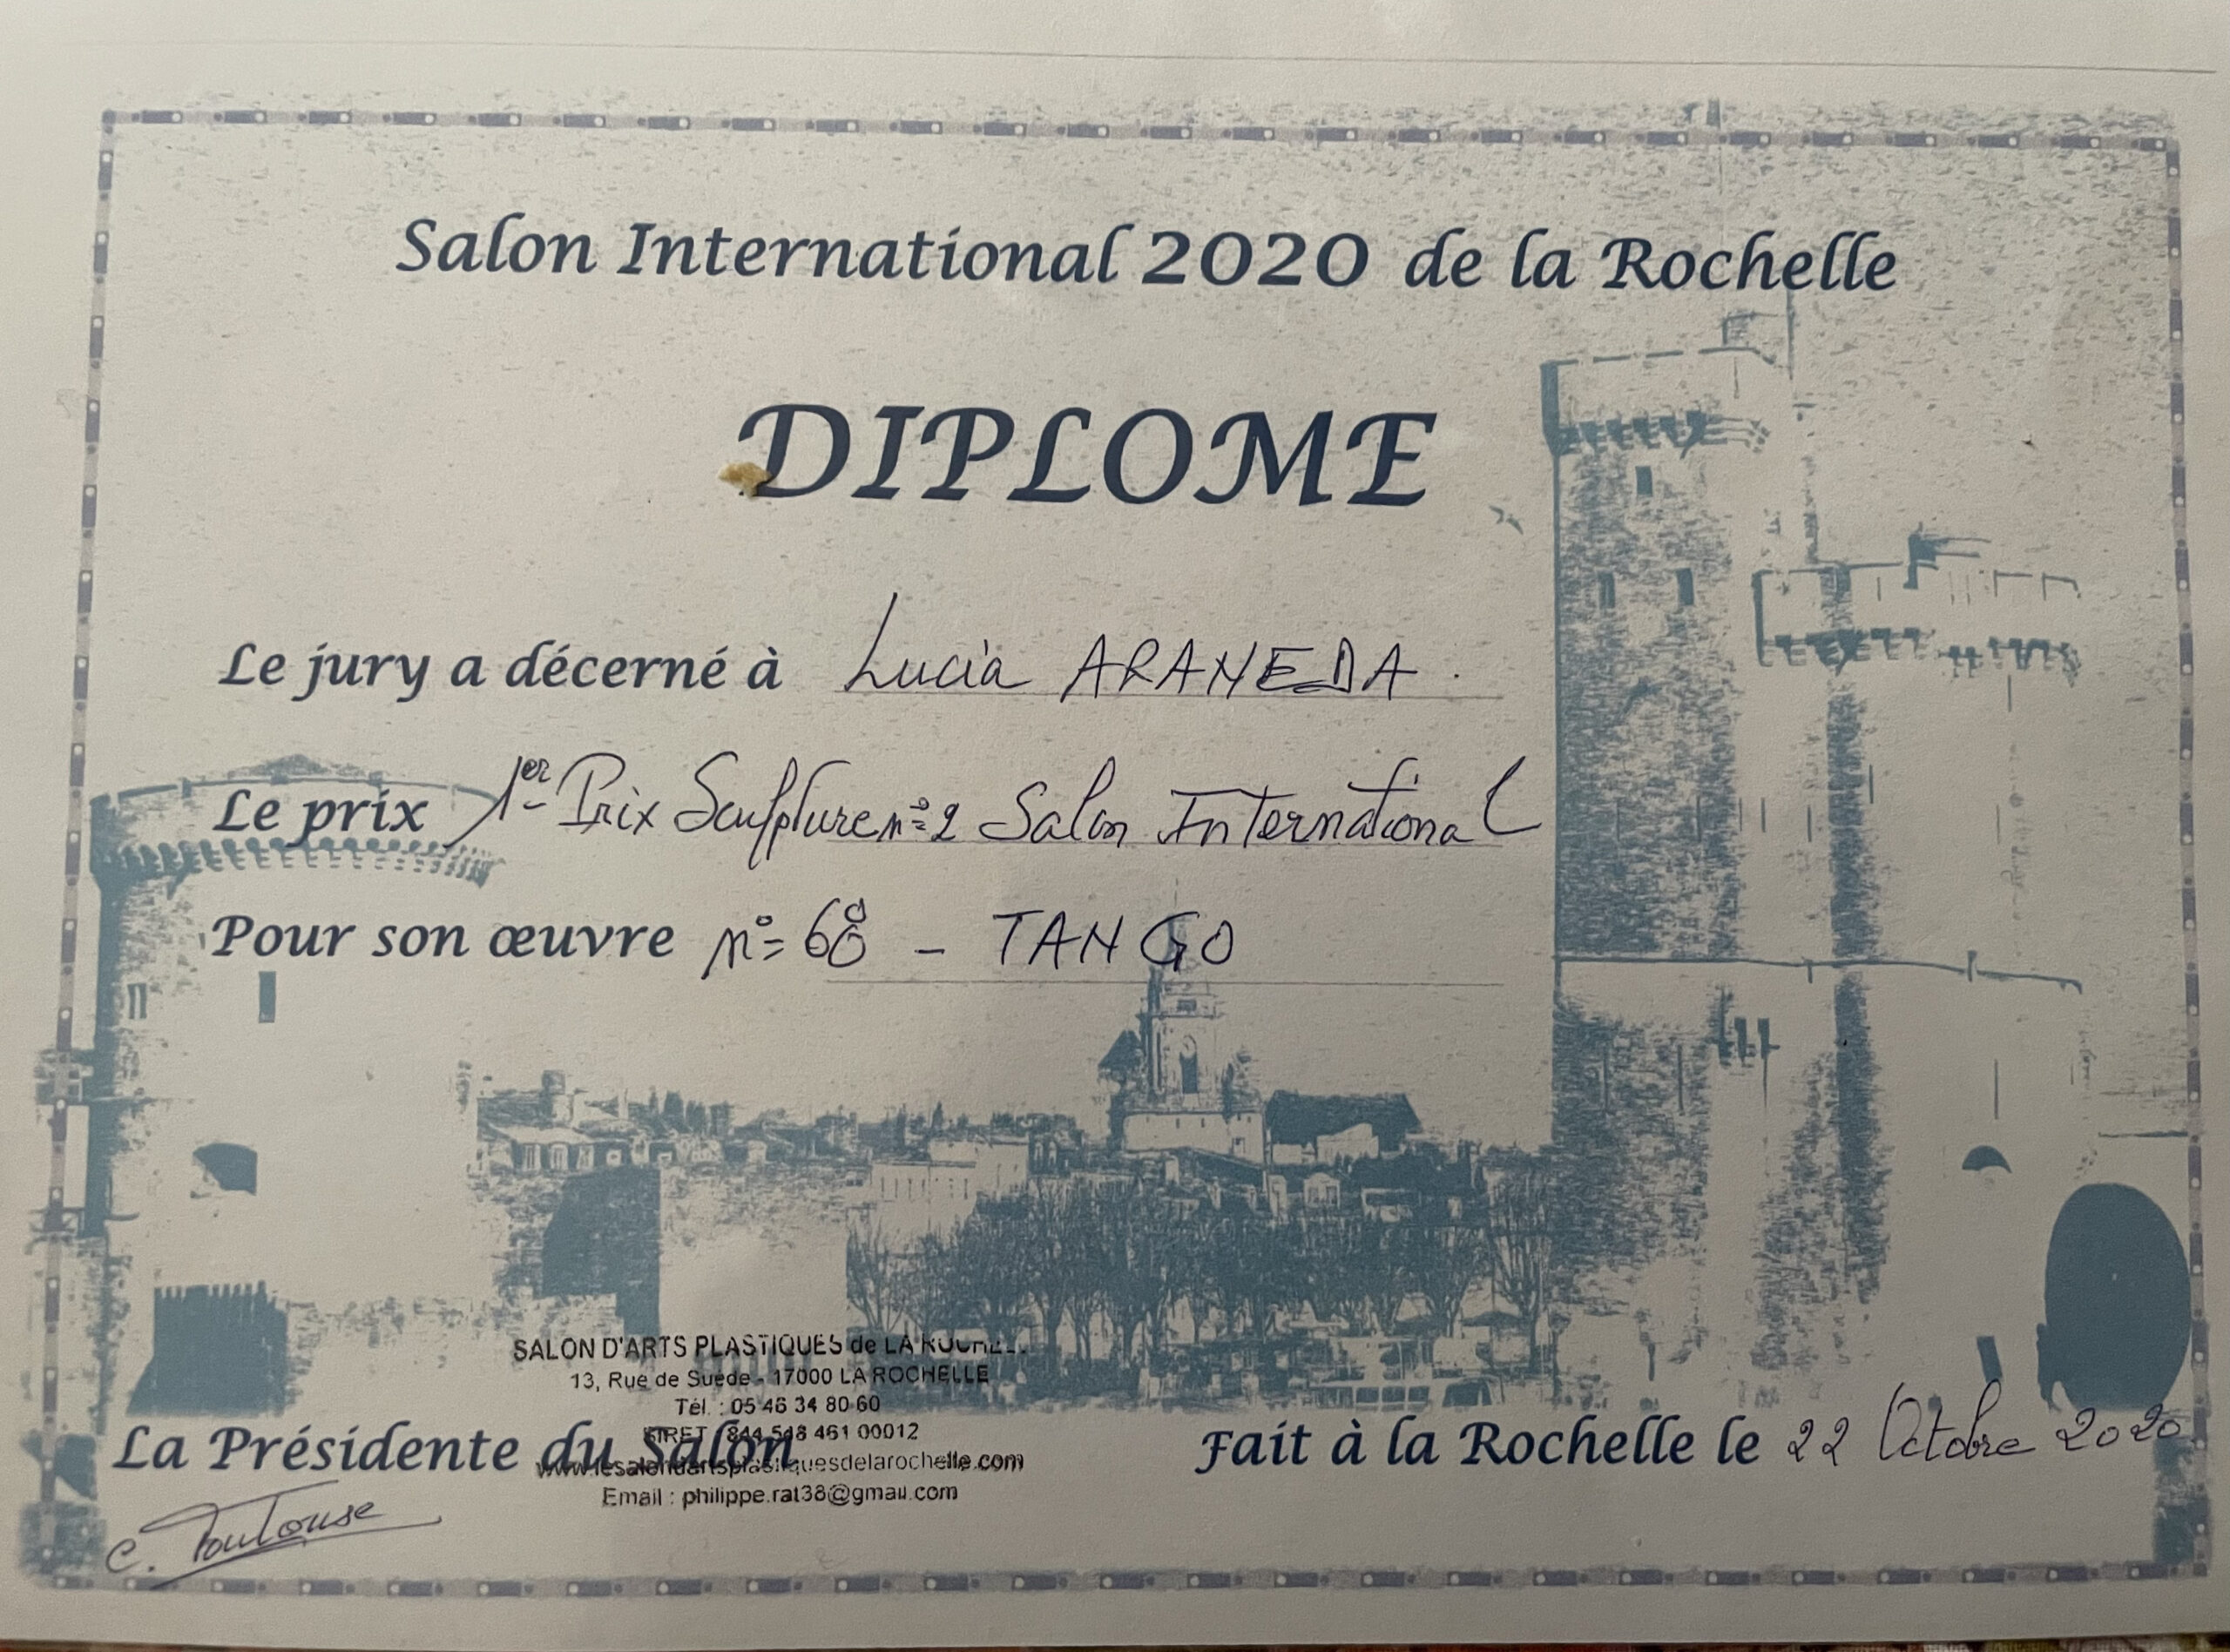 Salon International 2020 de la Rochelle
DIPLOME
Le jury a décerné à Lucia ARANEDA
Le prix 1er Prix Sculpture n° 2 Salon International
Pour son œuvre n° 68 - TANGO
SALON D'ARTS PLASTIQUES de LA
13, Rue de Suède - 17000 LA ROCHELLE
Tél. : 05 46 34 80 60
SIRET : 844 548 461 00012
www.lesalondartsplastiquesdelarochelle.com
Email : philippe.rat38@gmail.com
La Présidente du Salon
C. Toulouse
Fait à la Rochelle le 22 Octobre 2020